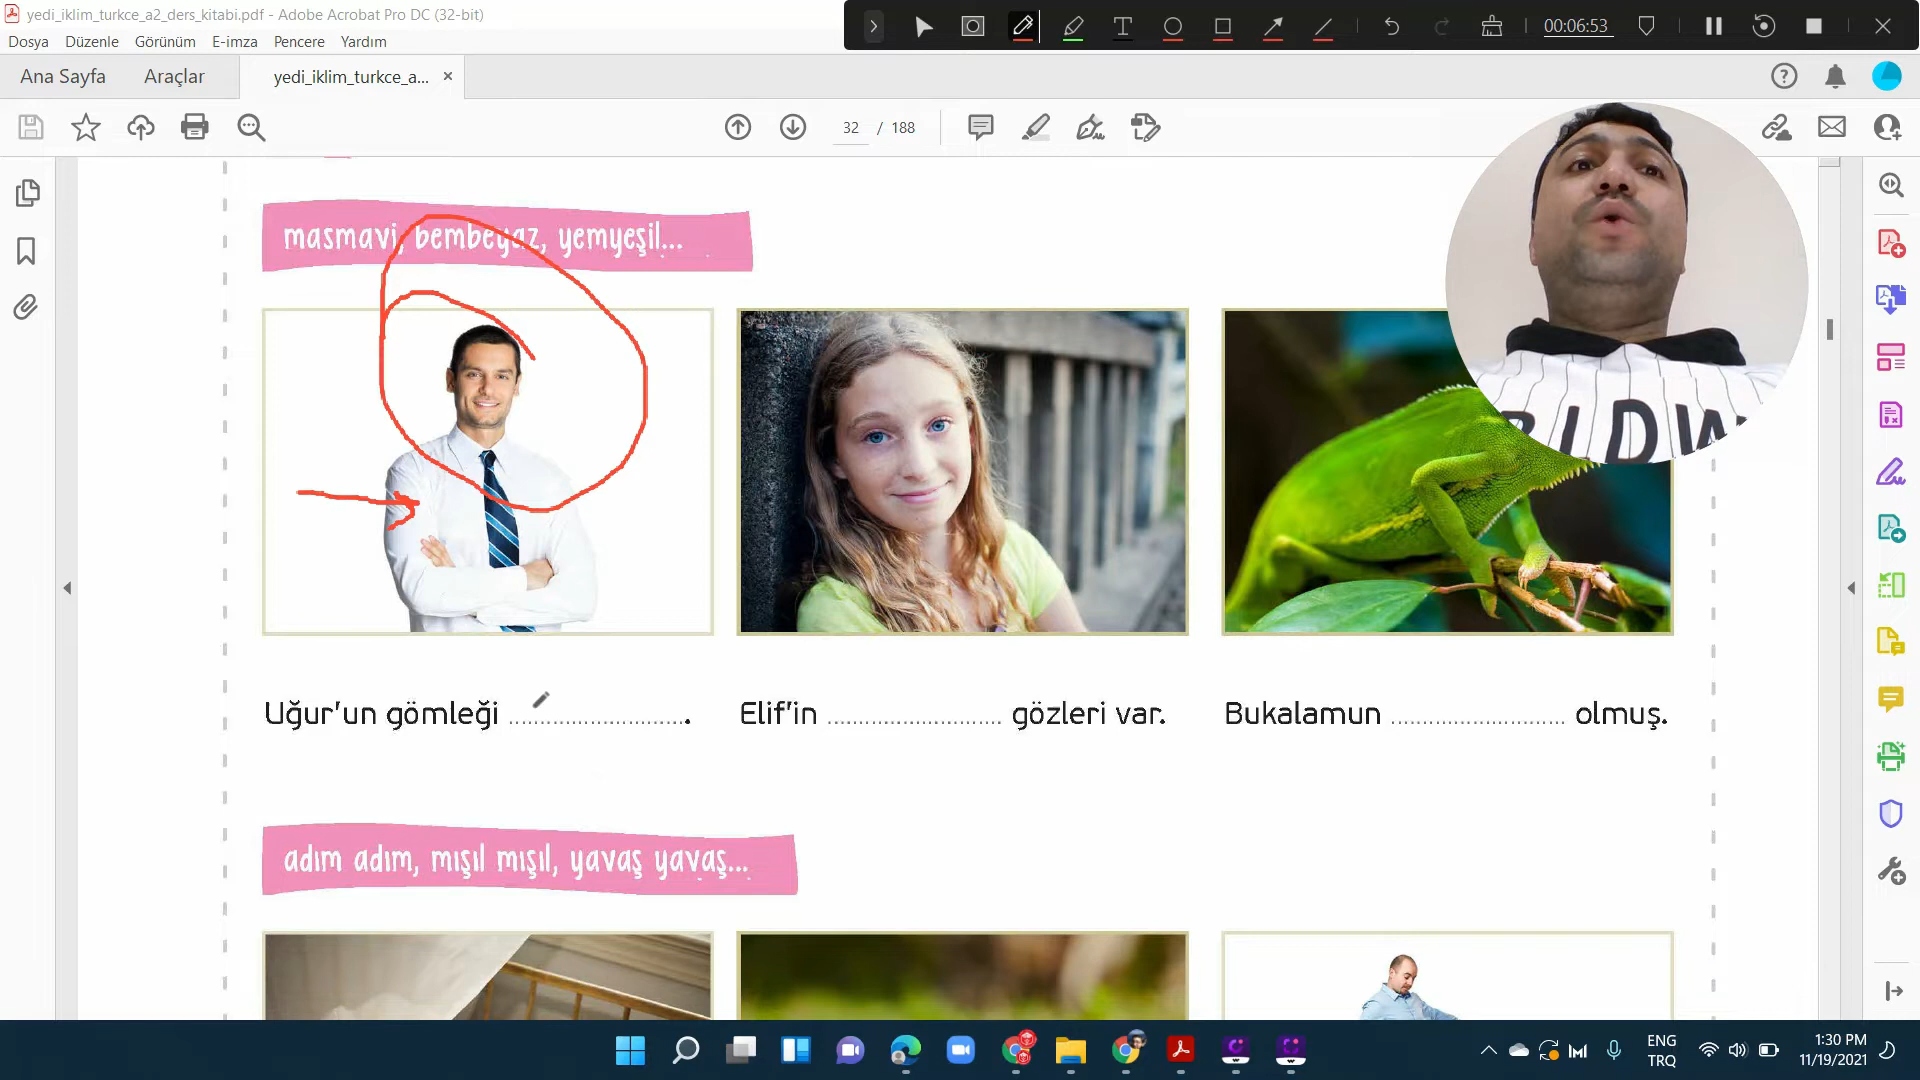 yedi_iklim_turkce_a2_ders_kitabi.pdf - Adobe Acrobat Pro DC (32-bit)
00:06:53
Dosya Düzenle Görünüm E-imza Pencere Yardım
Ana Sayfa Araçlar yedi_iklim_turkce_a...
32 / 188
masmavi, bembeyaz, yemyeşil...
Uğur'un gömleği ............................
Elif'in ............................ gözleri var.
Bukalamun ............................ olmuş.
adım adım, mışıl mışıl, yavaş yavaş...
ENG
TRQ
1:30 PM
11/19/2021